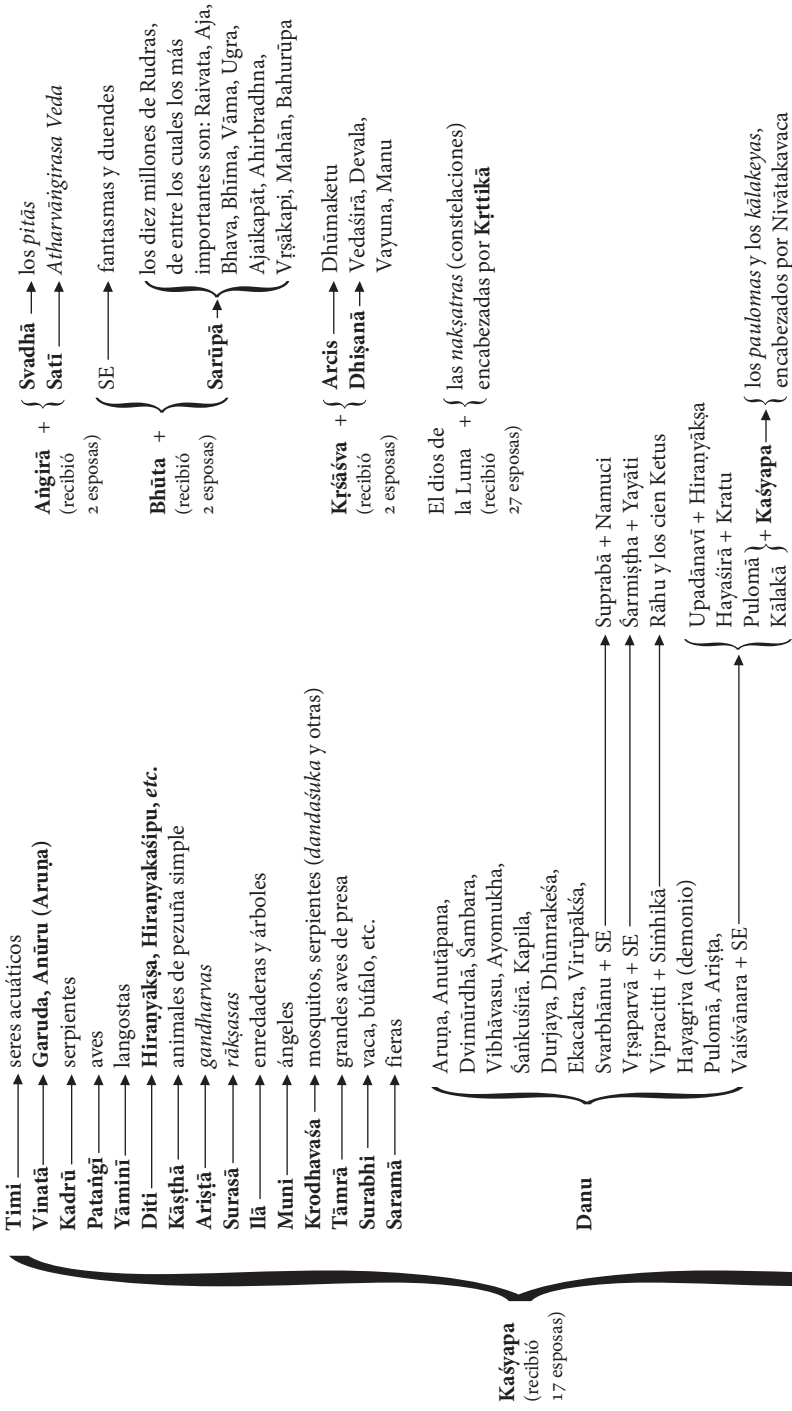 Kaśyapa
(recibió
17 esposas)
Timi → seres acuáticos
Vinatā → Garuda, Anūru (Aruṇa)
Kadrū → serpientes
Pataṅgī → aves
Yāminī → langostas
Diti → Hiraṇyākṣa, Hiraṇyakaśipu, etc.
Kāṣṭhā → animales de pezuña simple
Ariṣṭā → gandharvas
Surasā → rākṣasas
Ilā → enredaderas y árboles
Muni → ángeles
Krodhavaśa → mosquitos, serpientes (dandaśuka y otras)
Tāmrā → grandes aves de presa
Surabhi → vaca, búfalo, etc.
Saramā → fieras
Danu
Aruṇa, Anutāpana,
Dvimūrdhā, Śambara,
Vibhāvasu, Ayomukha,
Śaṅkuśirā. Kapila,
Durjaya, Dhūmrakeśa,
Ekacakra, Virūpākṣa,
Svarbhānu + SE → Suprabā + Namuci
Vṛṣaparvā + SE → Śarmiṣṭha + Yayāti
Vipracitti + Siṁhikā → Rāhu y los cien Ketus
Hayagriva (demonio)
Pulomā, Ariṣṭa,
Vaiśvānara + SE →
Upadānavī + Hiraṇyākṣa
Hayaśirā + Kratu
Pulomā
Kālakā
+ Kaśyapa →
los paulomas y los kālakeyas,
encabezados por Nivātakavaca
Aṅgirā +
(recibió
2 esposas)
Svadhā → los pitās
Satī → Atharvāṅgirasa Veda
Bhūta +
(recibió
2 esposas)
SE → fantasmas y duendes
Sarūpā →
los diez millones de Rudras,
de entre los cuales los más
importantes son: Raivata, Aja,
Bhava, Bhīma, Vāma, Ugra,
Ajaikapāt, Ahirbradhna,
Vṛṣākapi, Mahān, Bahurūpa
Kṛśāśva +
(recibió
2 esposas)
Arcis → Dhūmaketu
Dhiṣanā → Vedaśirā, Devala,
Vayuna, Manu
El dios de
la Luna +
(recibió
27 esposas)
las nakṣatras (constelaciones)
encabezadas por Kṛttikā